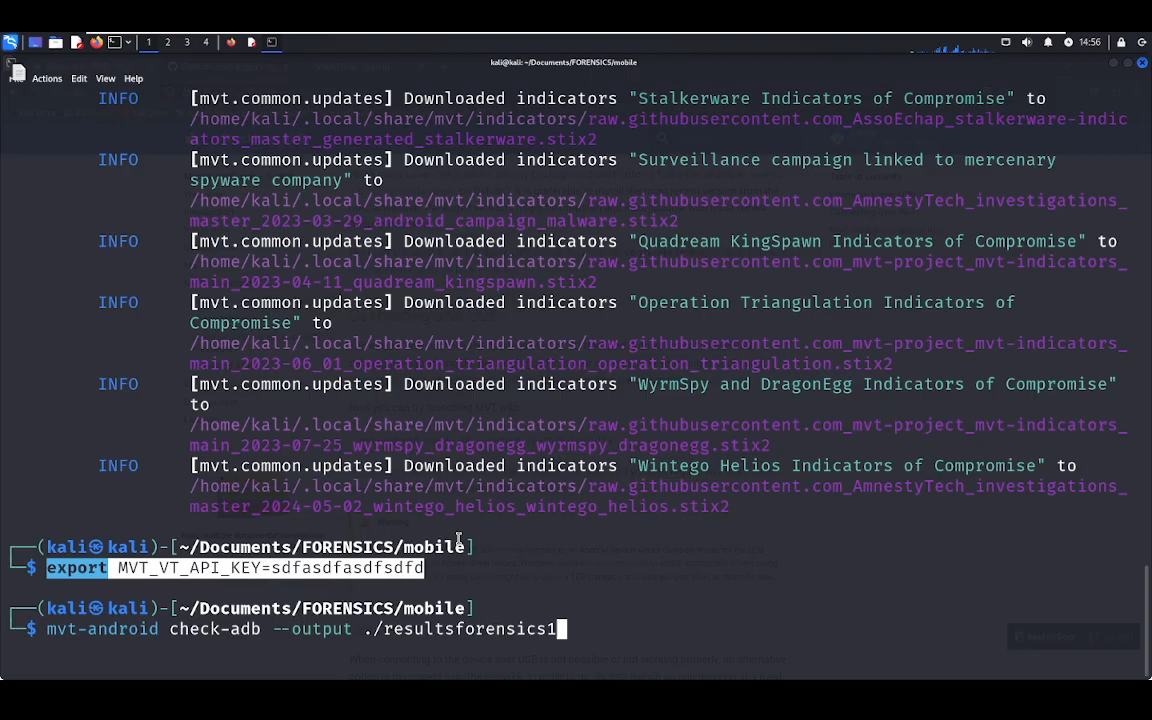 1 2 3 4 14:56
kali@kali: ~/Documents/FORENSICS/mobile
Actions Edit View Help
INFO [mvt.common.updates] Downloaded indicators "Stalkerware Indicators of Compromise" to
/home/kali/.local/share/mvt/indicators/raw.githubusercontent.com_AssoEchap_stalkerware-indic
ators_master_generated_stalkerware.stix2
INFO [mvt.common.updates] Downloaded indicators "Surveillance campaign linked to mercenary
spyware company" to
/home/kali/.local/share/mvt/indicators/raw.githubusercontent.com_AmnestyTech_investigations_
master_2023-03-29_android_campaign_malware.stix2
INFO [mvt.common.updates] Downloaded indicators "Quadream KingSpawn Indicators of Compromise" to
/home/kali/.local/share/mvt/indicators/raw.githubusercontent.com_mvt-project_mvt-indicators_
main_2023-04-11_quadream_kingspawn.stix2
INFO [mvt.common.updates] Downloaded indicators "Operation Triangulation Indicators of
Compromise" to
/home/kali/.local/share/mvt/indicators/raw.githubusercontent.com_mvt-project_mvt-indicators_
main_2023-06_01_operation_triangulation_operation_triangulation.stix2
INFO [mvt.common.updates] Downloaded indicators "WyrmSpy and DragonEgg Indicators of Compromise"
to
/home/kali/.local/share/mvt/indicators/raw.githubusercontent.com_mvt-project_mvt-indicators_
main_2023-07-25_wyrmspy_dragonegg_wyrmspy_dragonegg.stix2
INFO [mvt.common.updates] Downloaded indicators "Wintego Helios Indicators of Compromise" to
/home/kali/.local/share/mvt/indicators/raw.githubusercontent.com_AmnestyTech_investigations_
master_2024-05-02_wintego_helios_wintego_helios.stix2
┌──(kali㉿kali)-[~/Documents/FORENSICS/mobile]
└─$ export MVT_VT_API_KEY=sdfasdfasdfsdfd
┌──(kali㉿kali)-[~/Documents/FORENSICS/mobile]
└─$ mvt-android check-adb --output ./resultsforensics1